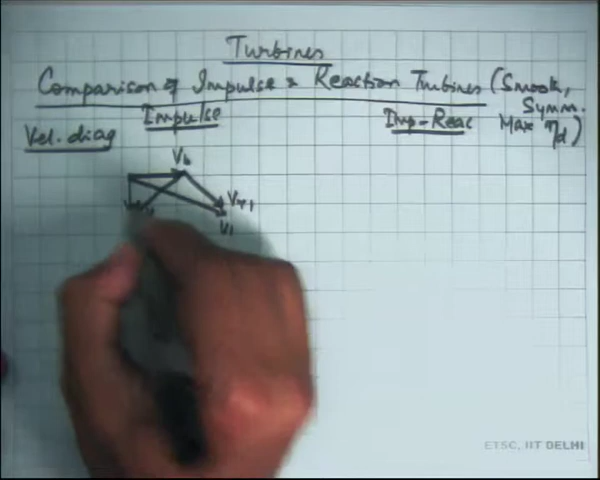 Turbines
Comparison of Impulse & Reaction Turbines (Smooth,
Symm.
Impulse Imp-Reac Max ηd)
Vel. diag
Vb
Vr1
V1
ETSC, IIT DELHI